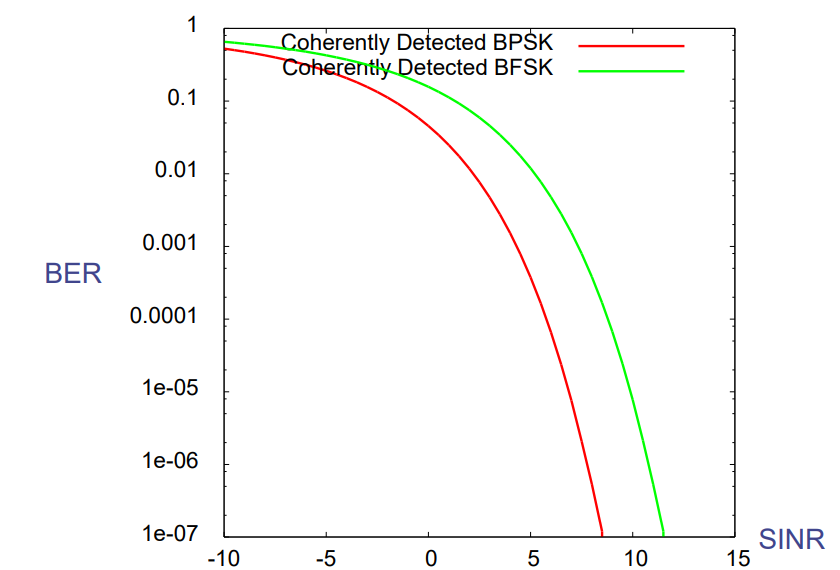 1
Coherently Detected BPSK
Coherently Detected BFSK
0.1
0.01
0.001
BER
0.0001
1e-05
1e-06
1e-07
SINR
-10 -5 0 5 10 15